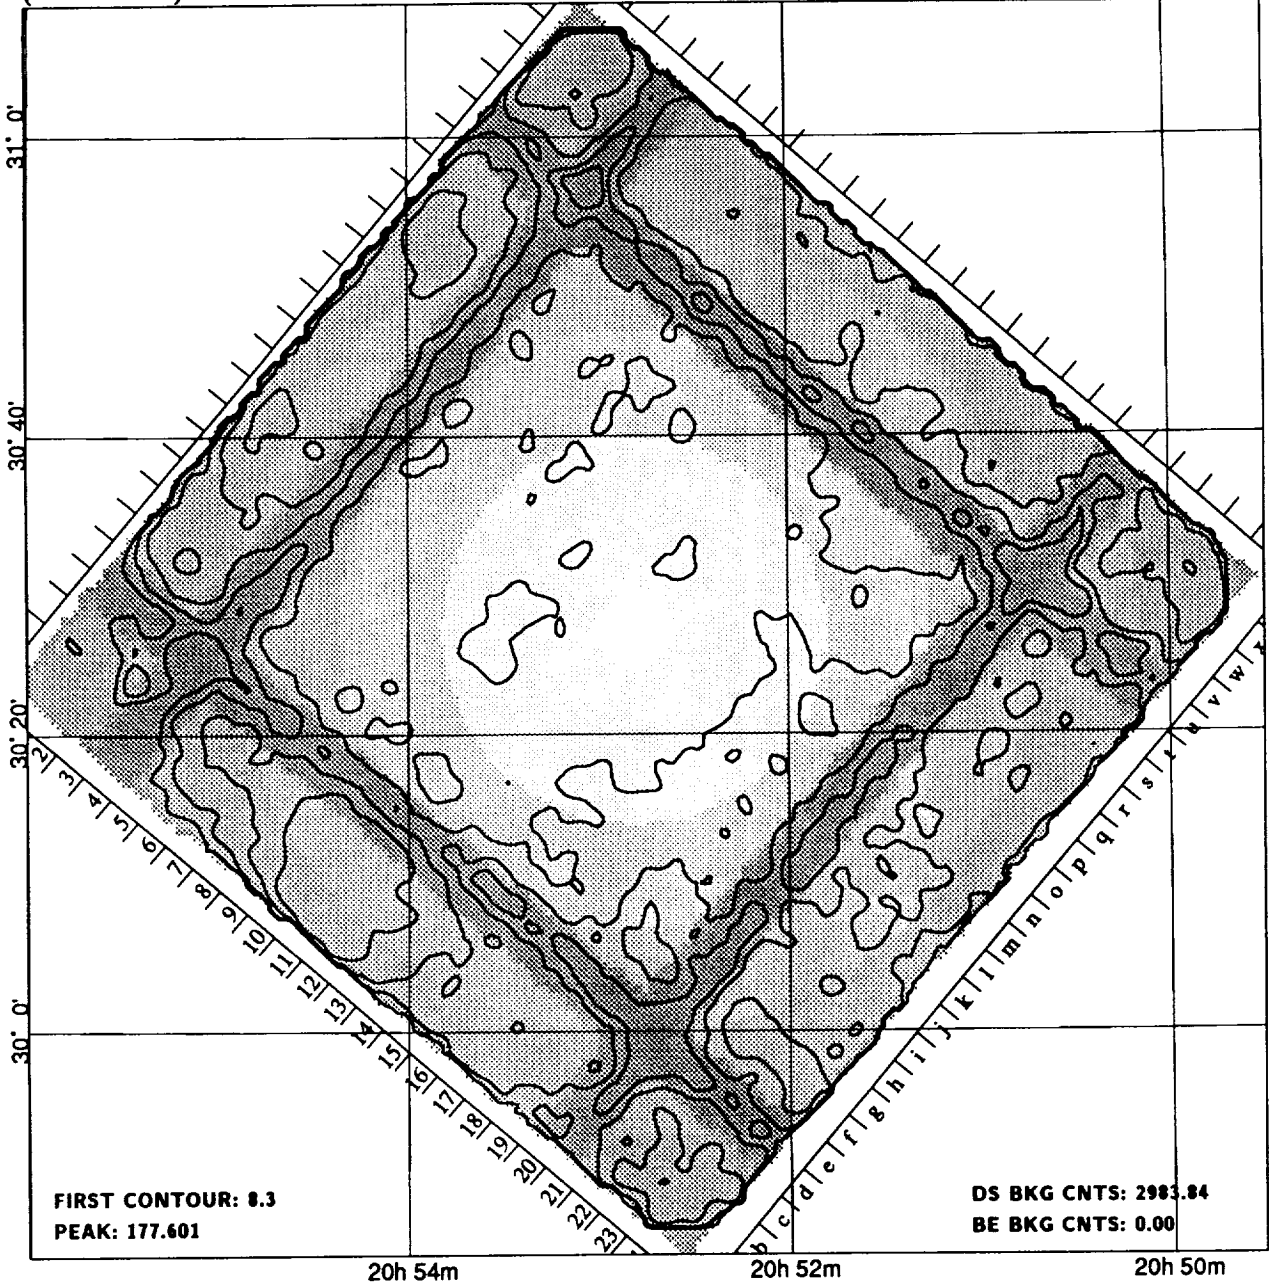 31° 0'
30° 40'
30° 20'
30° 0'
2 3 4 5 6 7 8 9 10 11 12 13 14 15 16 17 18 19 20 21 22 23
b c d e f g h i j k l m n o p q r s t u v w
FIRST CONTOUR: 8.3
PEAK: 177.601
DS BKG CNTS: 2983.84
BE BKG CNTS: 0.00
20h 54m
20h 52m
20h 50m